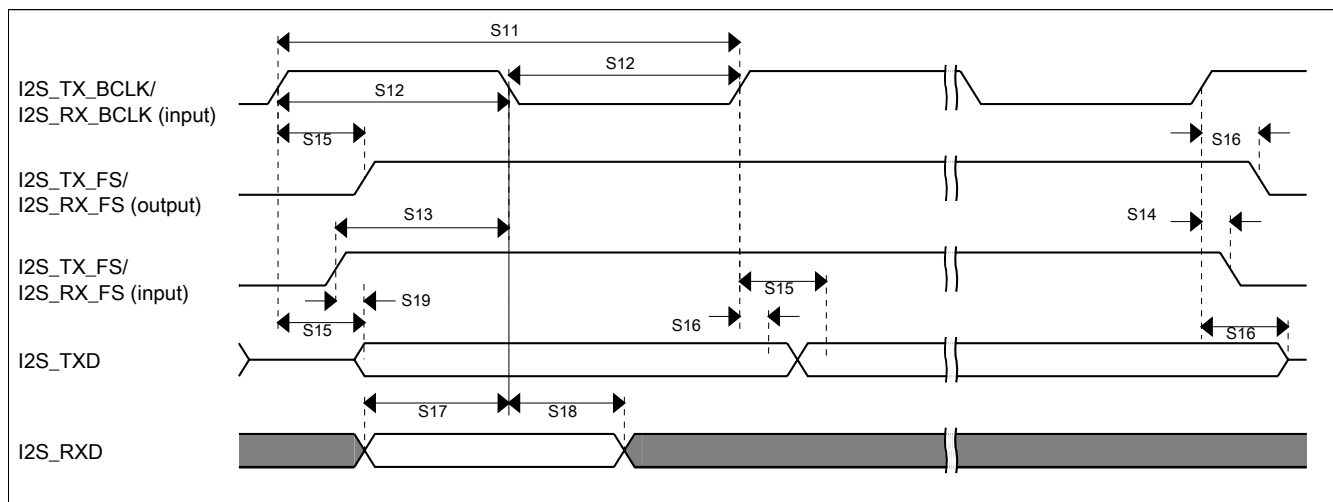 S11
S12
I2S_TX_BCLK/
I2S_RX_BCLK (input)
S12
S15
S16
I2S_TX_FS/
I2S_RX_FS (output)
S13
S14
I2S_TX_FS/
I2S_RX_FS (input)
S15
S19
S15
S16
S16
I2S_TXD
S17
S18
I2S_RXD